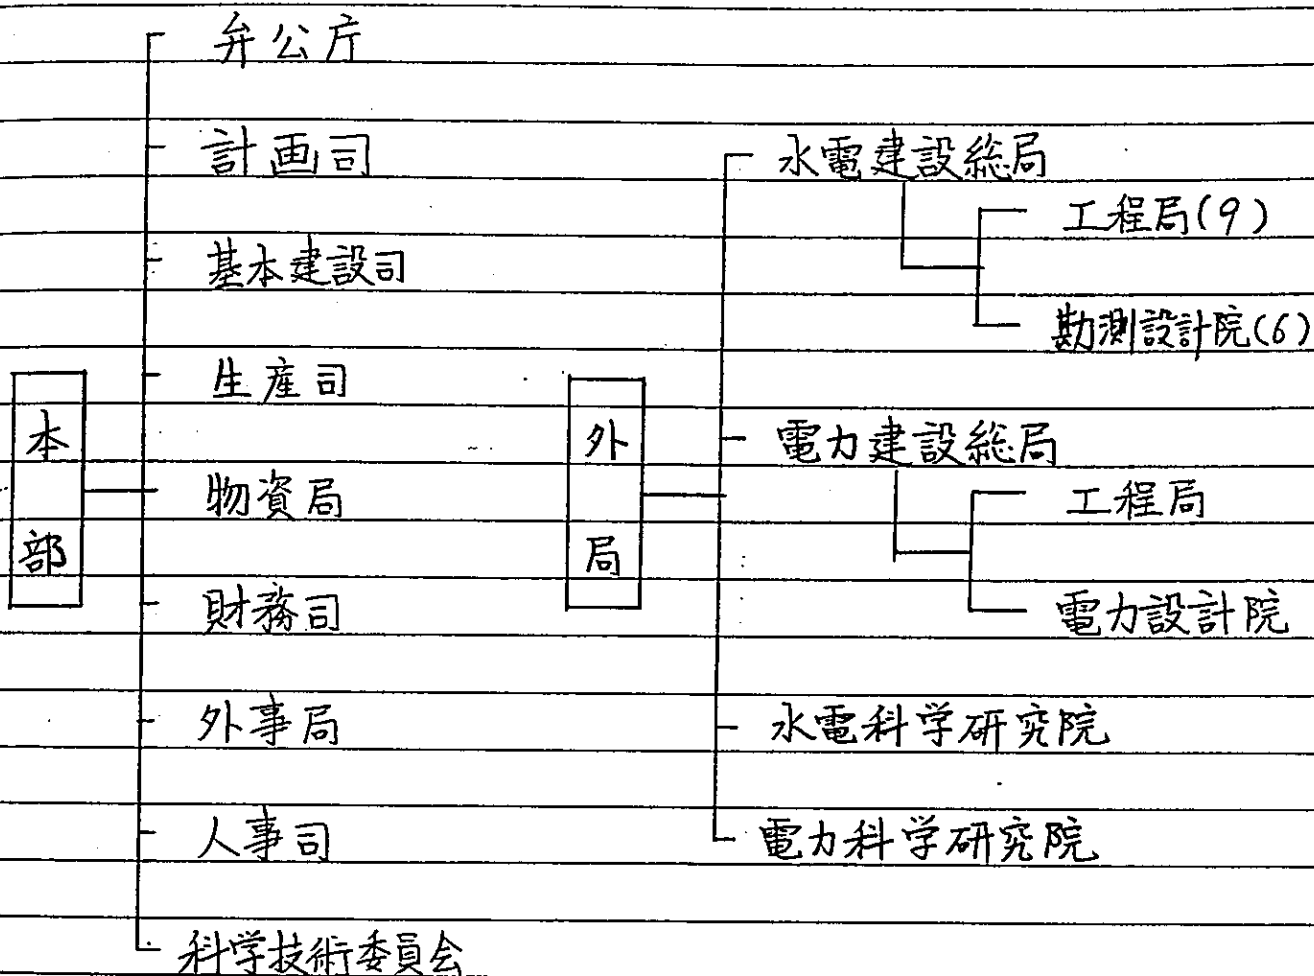 本部
弁公庁
計画司
基本建設司
生産司
物資局
財務司
外事局
人事司
科学技術委員会
外局
水電建設総局
工程局(9)
勘測設計院(6)
電力建設総局
工程局
電力設計院
水電科学研究院
電力科学研究院